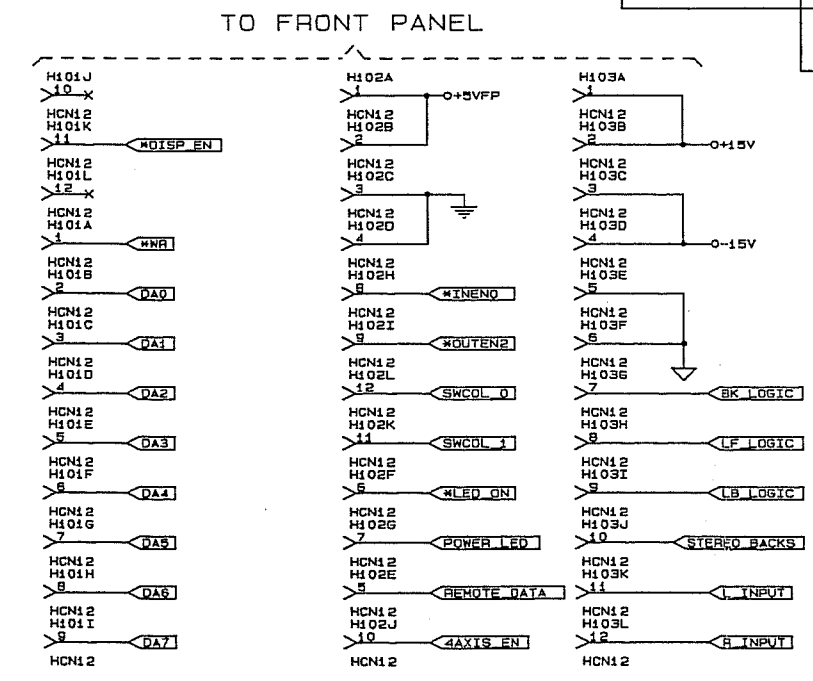 TO FRONT PANEL
H101J
10
HCN12
H101K
11 *DISP_EN
HCN12
H101L
12
HCN12
H101A
1 *WR
HCN12
H101B
2 DA0
HCN12
H101C
3 DA1
HCN12
H101D
4 DA2
HCN12
H101E
5 DA3
HCN12
H101F
6 DA4
HCN12
H101G
7 DA5
HCN12
H101H
8 DA6
HCN12
H101I
9 DA7
HCN12
H102A
1 +5VFP
HCN12
H102B
2
HCN12
H102C
3
HCN12
H102D
4
HCN12
H102H
8 *INEN0
HCN12
H102I
9 *OUTEN2
HCN12
H102L
12 SWCOL_0
HCN12
H102K
11 SWCOL_1
HCN12
H102F
6 *LED_ON
HCN12
H102G
7 POWER_LED
HCN12
H102E
5 REMOTE_DATA
HCN12
H102J
10 4AXIS_EN
HCN12
H103A
1
HCN12
H103B
2 +15V
HCN12
H103C
3
HCN12
H103D
4 -15V
HCN12
H103E
5
HCN12
H103F
6
HCN12
H103G
7 BK_LOGIC
HCN12
H103H
8 LF_LOGIC
HCN12
H103I
9 LB_LOGIC
HCN12
H103J
10 STEREO_BACKS
HCN12
H103K
11 L_INPUT
HCN12
H103L
12 R_INPUT
HCN12